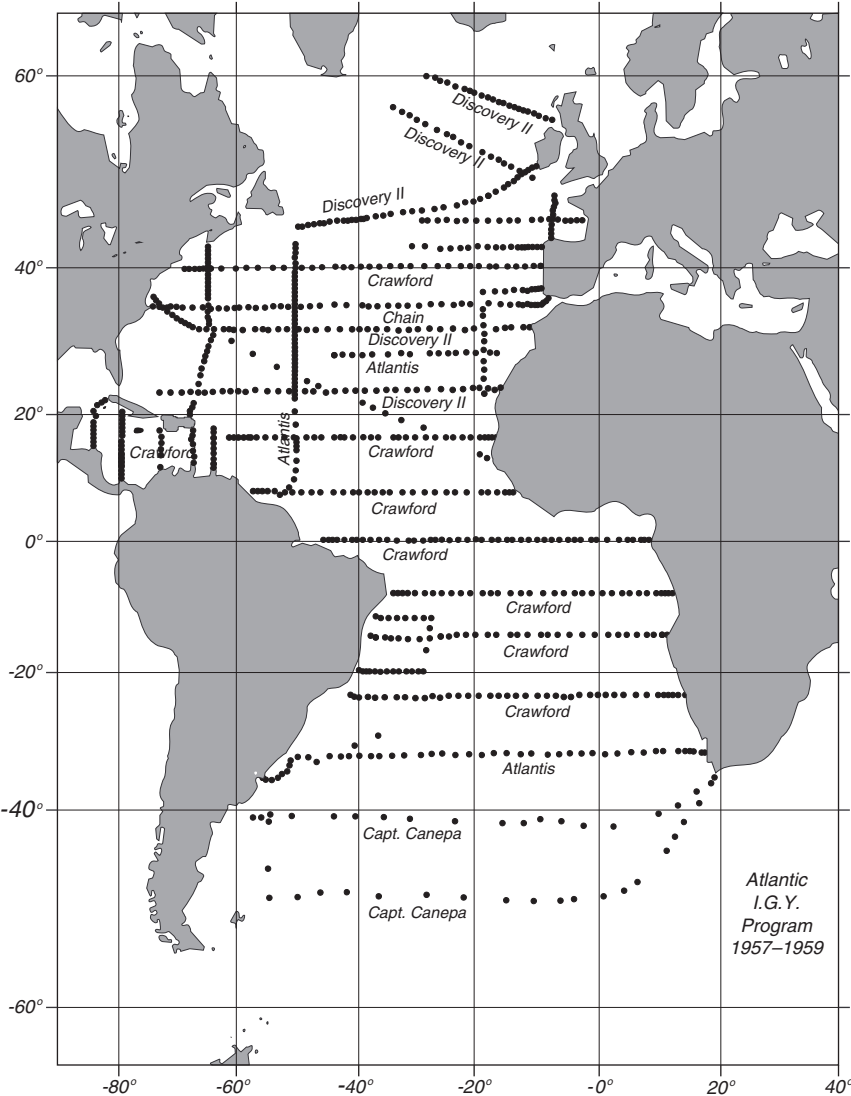 60°
Discovery II
Discovery II
Discovery II
40°
Crawford
Chain
Discovery II
Atlantis
Discovery II
20°
Atlantis
Crawford
Crawford
Crawford
0°
Crawford
Crawford
Crawford
-20°
Crawford
Atlantis
-40°
Capt. Canepa
Capt. Canepa
Atlantic
I.G.Y.
Program
1957–1959
-60°
-80° -60° -40° -20° -0° 20° 40°